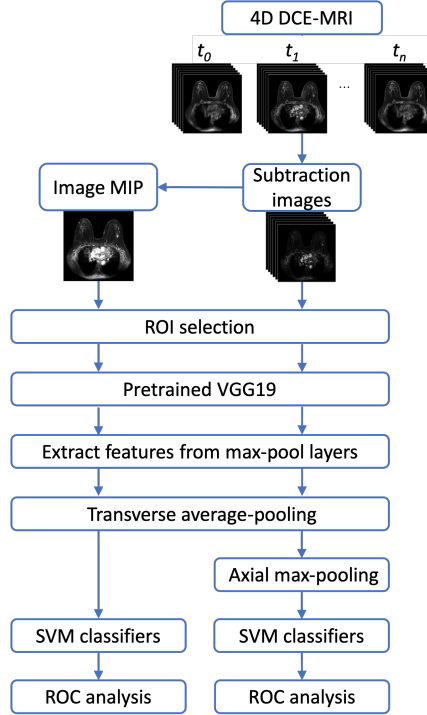 4D DCE-MRI
t0 t1 tn
...
Image MIP
Subtraction
images
ROI selection
Pretrained VGG19
Extract features from max-pool layers
Transverse average-pooling
Axial max-pooling
SVM classifiers SVM classifiers
ROC analysis ROC analysis